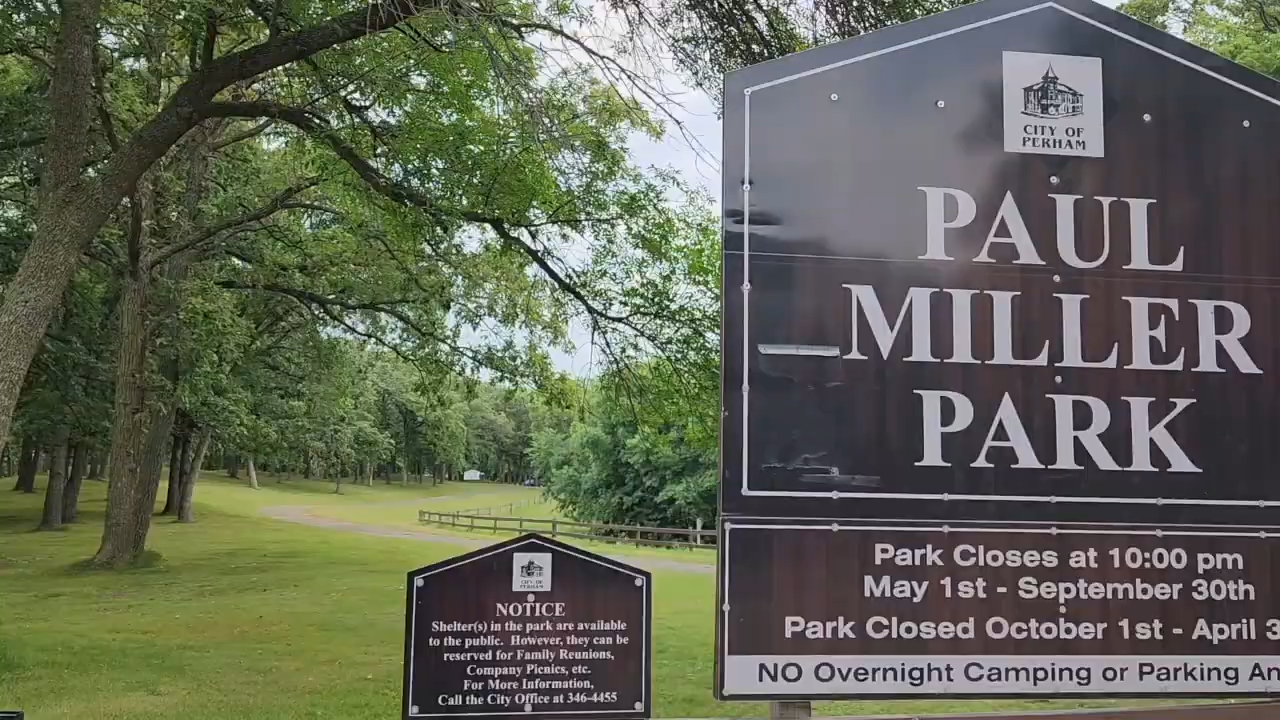 CITY OF
PERHAM
PAUL
MILLER
PARK
Park Closes at 10:00 pm
May 1st - September 30th
Park Closed October 1st - April 3
NO Overnight Camping or Parking An
CITY OF
PERHAM
NOTICE
Shelter(s) in the park are available
to the public. However, they can be
reserved for Family Reunions,
Company Picnics, etc.
For More Information,
Call the City Office at 346-4455